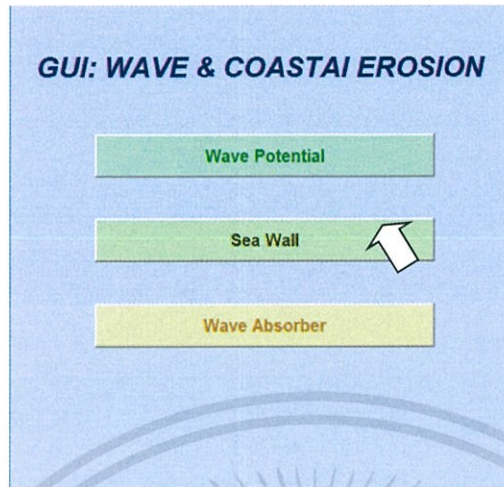 GUI: WAVE & COASTAI EROSION
Wave Potential
Sea Wall
Wave Absorber